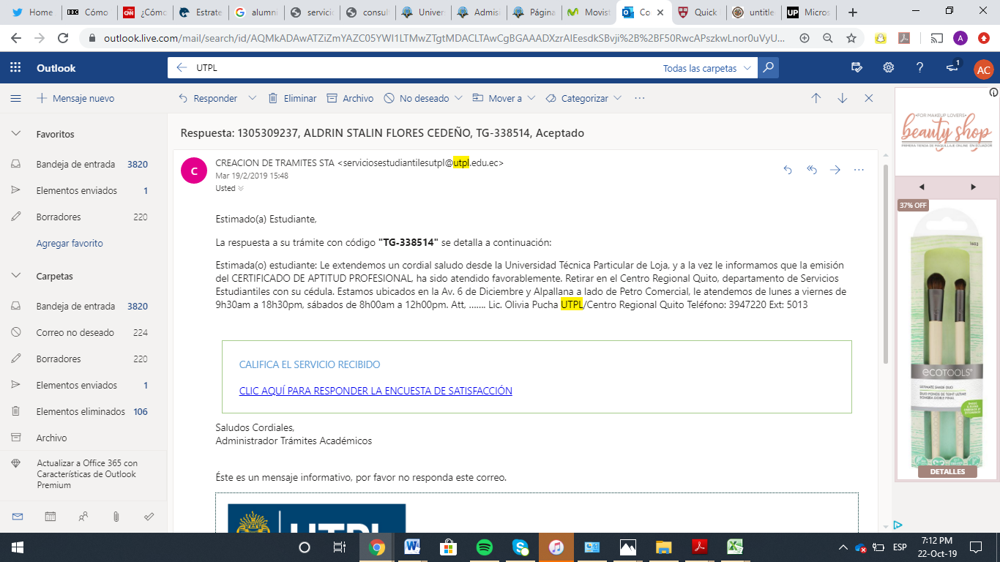 Home
BBC Cómo
CNN ¿Cómo
Estrate
alumni
servicio
consul
Univer
Admis
Página
Movist
Co
Quick
untitle
UP Micros
outlook.live.com/mail/search/id/AQMkADAwATZiZmYAZC05YWI1LTMwZTgtMDACLTAwCgBGAAADXzrAlEesdkSBvji%2B%2BF50RwcAPszkwLnor0uVyU...
A
Outlook
UTPL
Todas las carpetas
1
AC
Mensaje nuevo
Responder
Eliminar
Archivo
No deseado
Mover a
Categorizar
Favoritos
Bandeja de entrada 3820
Elementos enviados 1
Borradores 220
Agregar favorito
Carpetas
Bandeja de entrada 3820
Correo no deseado 224
Borradores 220
Elementos enviados 1
Elementos eliminados 106
Archivo
Actualizar a Office 365 con
Características de Outlook
Premium
Respuesta: 1305309237, ALDRIN STALIN FLORES CEDEÑO, TG-338514, Aceptado
C
CREACION DE TRAMITES STA <serviciosestudiantilesutpl@utpl.edu.ec>
Mar 19/2/2019 15:48
Usted
Estimado(a) Estudiante,
La respuesta a su trámite con código "TG-338514" se detalla a continuación:
Estimada(o) estudiante: Le extendemos un cordial saludo desde la Universidad Técnica Particular de Loja, y a la vez le informamos que la emisión
del CERTIFICADO DE APTITUD PROFESIONAL, ha sido atendido favorablemente. Retirar en el Centro Regional Quito, departamento de Servicios
Estudiantiles con su cédula. Estamos ubicados en la Av. 6 de Diciembre y Alpallana a lado de Petro Comercial, le atendemos de lunes a viernes de
9h30am a 18h30pm, sábados de 8h00am a 12h00pm. Att, ....... Lic. Olivia Pucha UTPL/Centro Regional Quito Teléfono: 3947220 Ext: 5013
CALIFICA EL SERVICIO RECIBIDO
CLIC AQUÍ PARA RESPONDER LA ENCUESTA DE SATISFACCIÓN
Saludos Cordiales,
Administrador Trámites Académicos
Éste es un mensaje informativo, por favor no responda este correo.
UTPL
•FOR MAKEUP LOVERS•
beauty shop
PRIMERA TIENDA DE MAQUILLAJE ONLINE EN ECUADOR
37% OFF
1603
ECOTOOLS
ULTIMATE SHADE DUO
DETALLES
ESP
7:12 PM
22-Oct-19